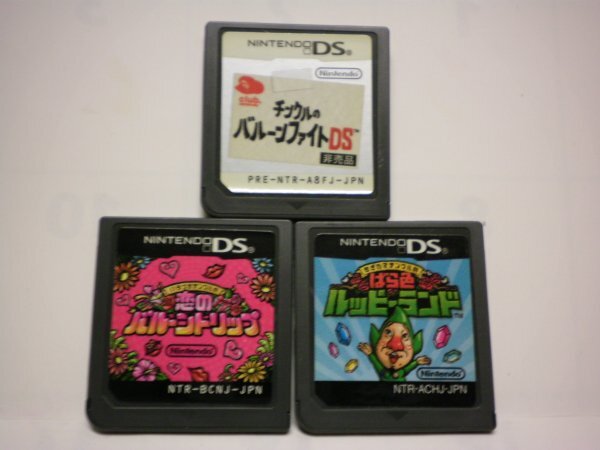 NINTENDO DS®
Nintendo
club
チンクルの
バルーンファイトDS™
非売品
PRE-NTR-A8FJ-JPN
NINTENDO DS®
恋の
バルーントリップ
Nintendo
NTR-BCNJ-JPN
NINTENDO DS®
ばら色
ルッピーランド
Nintendo
NTR-ACHJ-JPN